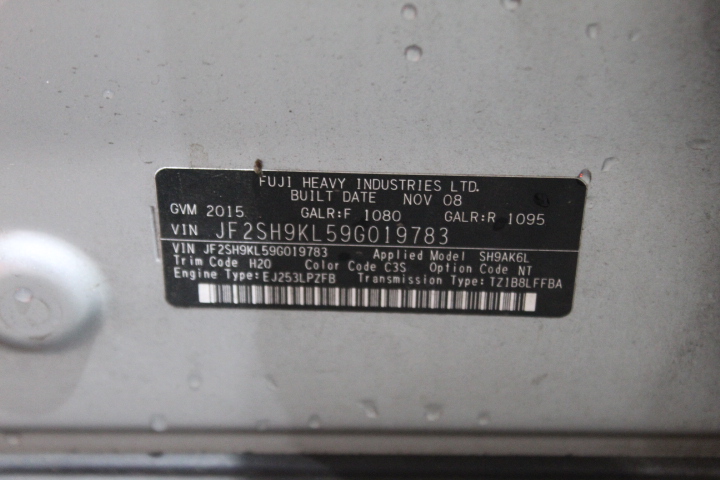 FUJI HEAVY INDUSTRIES LTD.
BUILT DATE NOV 08
GVM 2015 GALR:F 1080 GALR:R 1095
VIN JF2SH9KL59G019783
VIN JF2SH9KL59G019783 Applied Model SH9AK6L
Trim Code H20 Color Code C3S Option Code NT
Engine Type:EJ253LPZFB Transmission Type:TZ1B8LFFBA